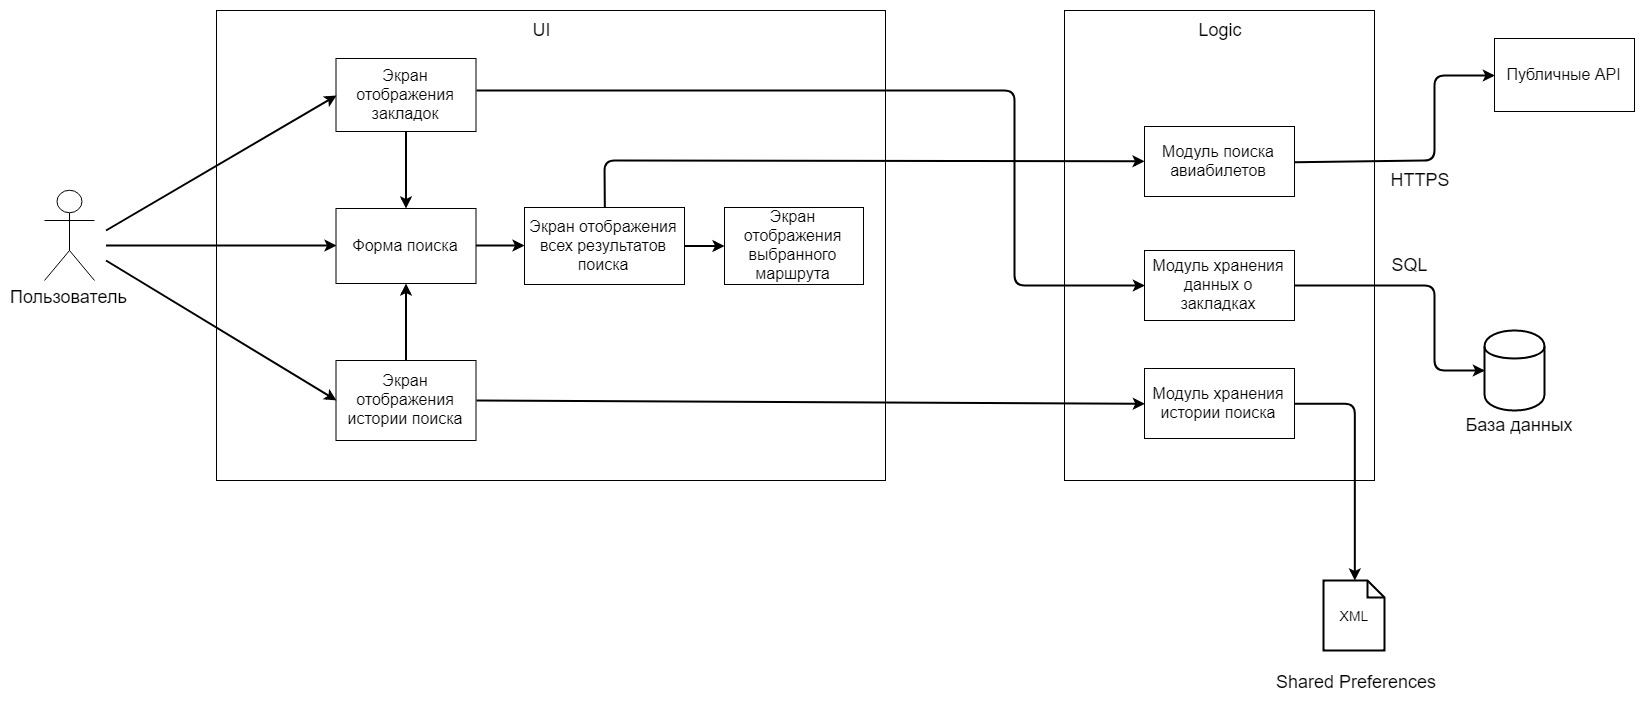 UI
Logic
Экран
отображения
закладок
Публичные API
Модуль поиска
авиабилетов
HTTPS
Пользователь
Форма поиска
Экран отображения
всех результатов
поиска
Экран
отображения
выбранного
маршрута
Модуль хранения
данных о
закладках
SQL
База данных
Экран
отображения
истории поиска
Модуль хранения
истории поиска
XML
Shared Preferences